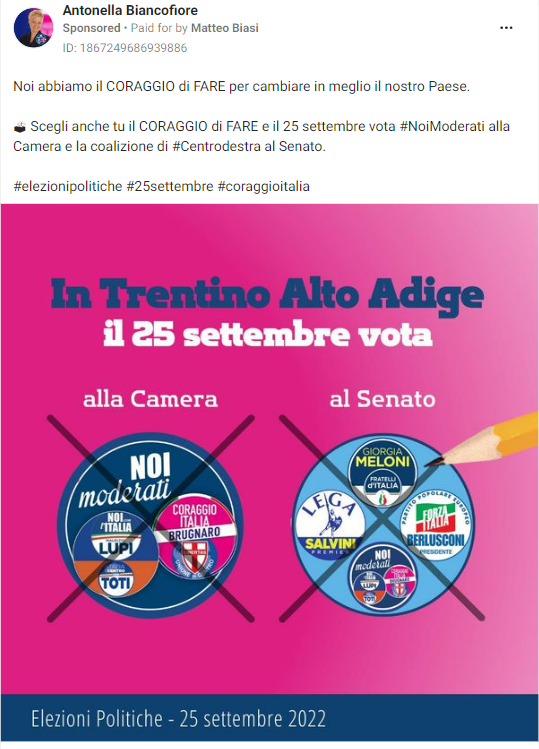 Antonella Biancofiore
Sponsored • Paid for by Matteo Biasi
ID: 1867249686939886
Noi abbiamo il CORAGGIO di FARE per cambiare in meglio il nostro Paese.
🗳 Scegli anche tu il CORAGGIO di FARE e il 25 settembre vota #NoiModerati alla
Camera e la coalizione di #Centrodestra al Senato.
#elezionipolitiche #25settembre #coraggioitalia
In Trentino Alto Adige
il 25 settembre vota
alla Camera
al Senato
NOI
moderati
NOI
L'ITALIA
LUPI
TOTI
CORAGGIO
ITALIA
BRUGNARO
GIORGIA
MELONI
FRATELLI
d'ITALIA
LEGA
SALVINI
PREMIER
PARTITO POPOLARE EUROPEO
FORZA
ITALIA
BERLUSCONI
PRESIDENTE
NOI
moderati
LUPI
TOTI
BRUGNARO
Elezioni Politiche - 25 settembre 2022